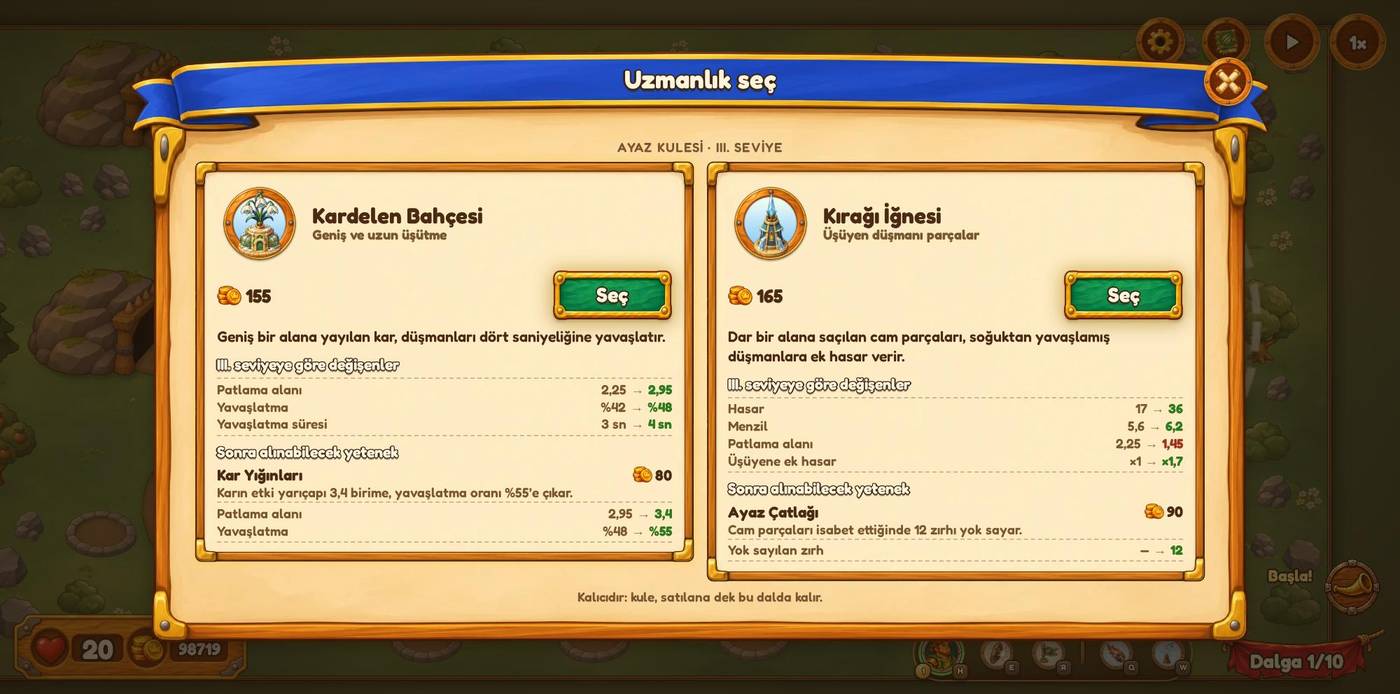 1x
Uzmanlık seç
AYAZ KULESİ · III. SEVİYE
Kardelen Bahçesi
Geniş ve uzun üşütme
155
Seç
Geniş bir alana yayılan kar, düşmanları dört saniyeliğine yavaşlatır.
III. seviyeye göre değişenler
Patlama alanı 2,25 → 2,95
Yavaşlatma %42 → %48
Yavaşlatma süresi 3 sn → 4 sn
Sonra alınabilecek yetenek
Kar Yığınları 80
Karın etki yarıçapı 3,4 birime, yavaşlatma oranı %55'e çıkar.
Patlama alanı 2,95 → 3,4
Yavaşlatma %48 → %55
Kırağı İğnesi
Üşüyen düşmanı parçalar
165
Seç
Dar bir alana saçılan cam parçaları, soğuktan yavaşlamış
düşmanlara ek hasar verir.
III. seviyeye göre değişenler
Hasar 17 → 36
Menzil 5,6 → 6,2
Patlama alanı 2,25 → 1,45
Üşüyene ek hasar ×1 → ×1,7
Sonra alınabilecek yetenek
Ayaz Çatlağı 90
Cam parçaları isabet ettiğinde 12 zırhı yok sayar.
Yok sayılan zırh — → 12
Kalıcıdır: kule, satılana dek bu dalda kalır.
Başla!
20
98719
H
E
R
Q
W
Dalga 1/10